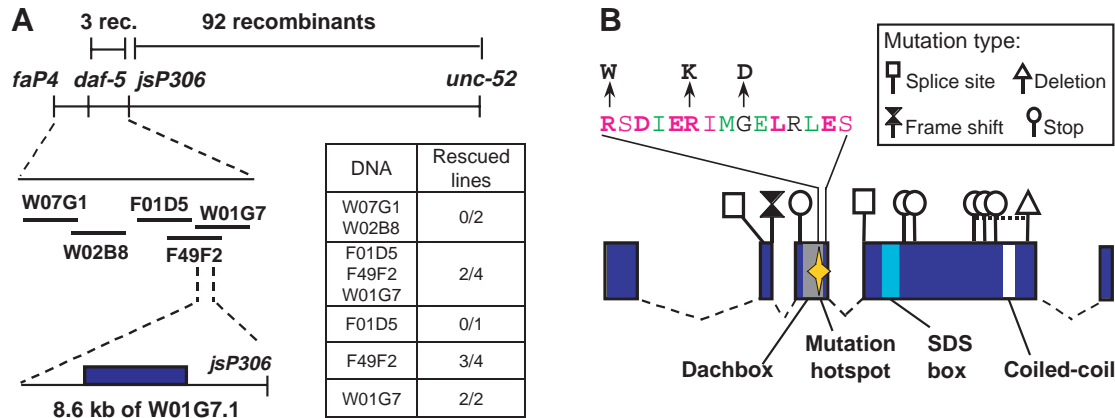 A
3 rec.
92 recombinants
faP4
daf-5
jsP306
unc-52
W07G1
F01D5
W01G7
W02B8
F49F2
jsP306
8.6 kb of W01G7.1
DNA
Rescued lines
W07G1
W02B8
0/2
F01D5
F49F2
W01G7
2/4
F01D5
0/1
F49F2
3/4
W01G7
2/2
B
W K D
RSDIERIMGELRLES
Mutation type:
Splice site
Deletion
Frame shift
Stop
Dachbox
Mutation hotspot
SDS box
Coiled-coil